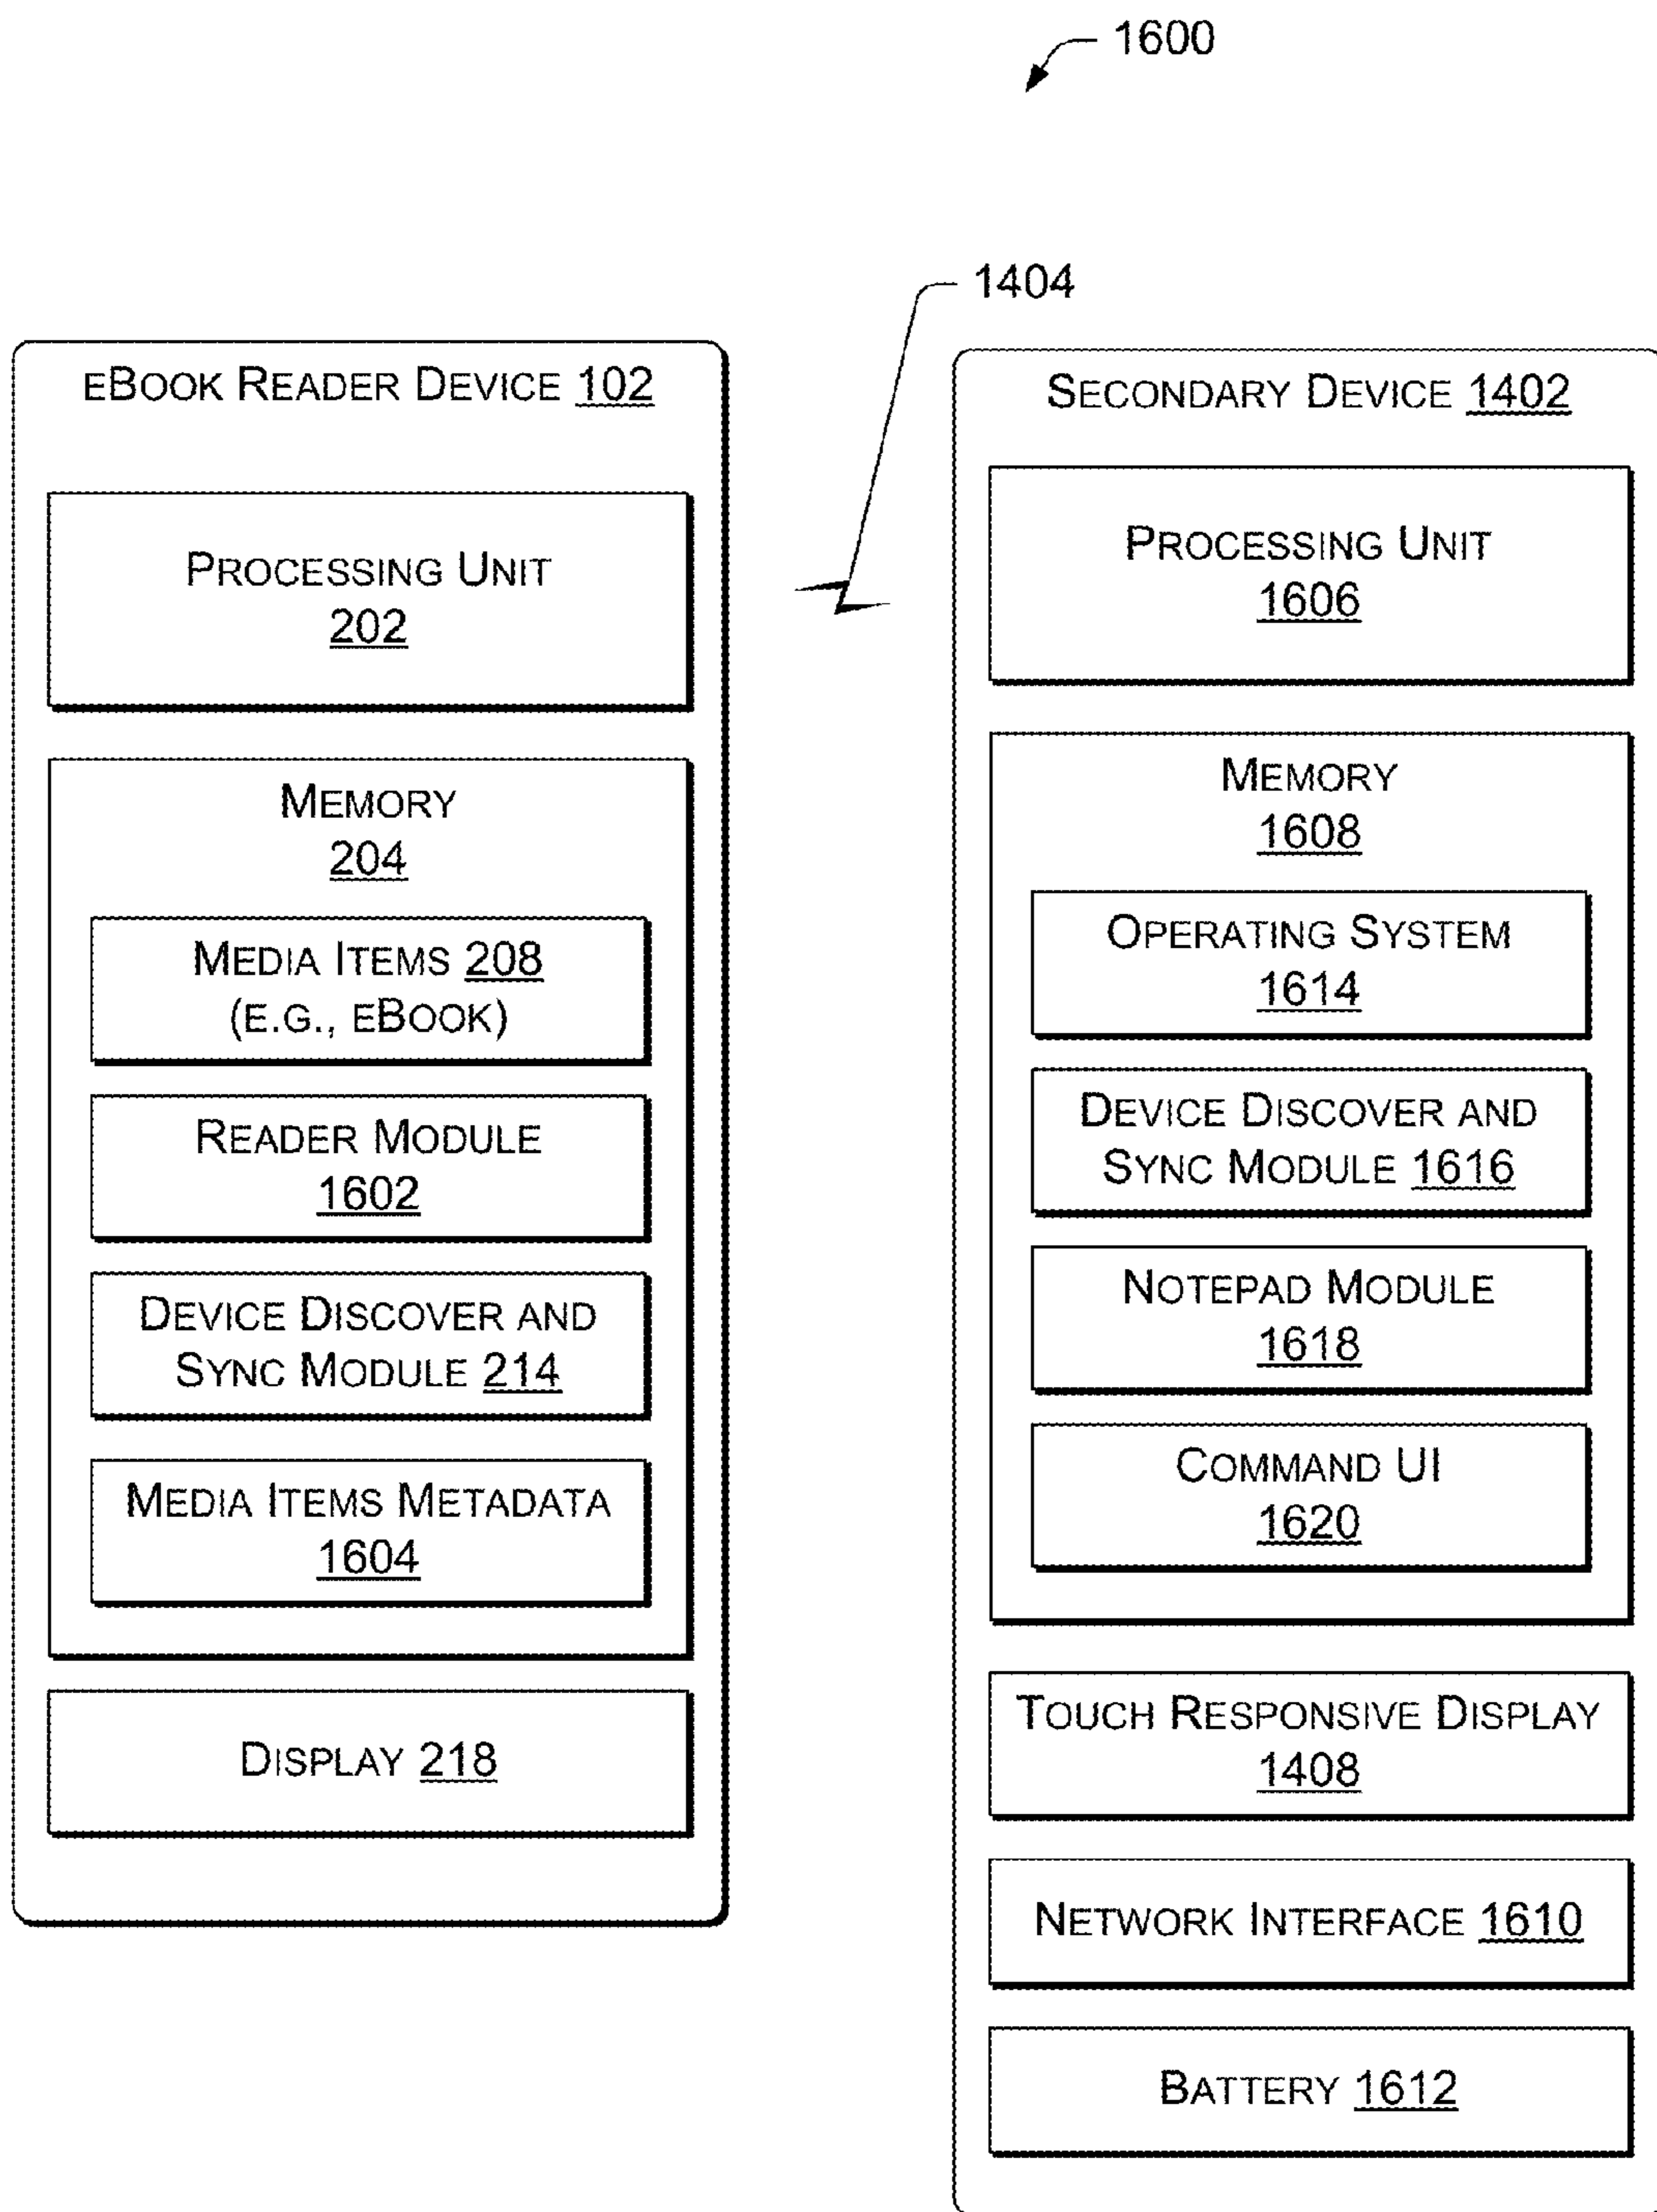 1600
1404
eBook Reader Device 102
Processing Unit
202
Memory
204
Media Items 208
(e.g., eBook)
Reader Module
1602
Device Discover and
Sync Module 214
Media Items Metadata
1604
Display 218
Secondary Device 1402
Processing Unit
1606
Memory
1608
Operating System
1614
Device Discover and
Sync Module 1616
Notepad Module
1618
Command UI
1620
Touch Responsive Display
1408
Network Interface 1610
Battery 1612